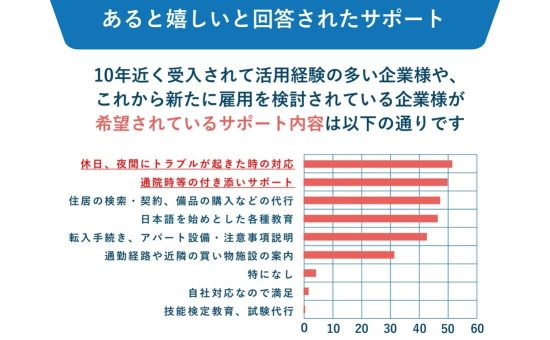 あると嬉しいと回答されたサポート
10年近く受入されて活用経験の多い企業様や、
これから新たに雇用を検討されている企業様が
希望されているサポート内容は以下の通りです
休日、夜間にトラブルが起きた時の対応
通院時等の付き添いサポート
住居の検索・契約、備品の購入などの代行
日本語を始めとした各種教育
転入手続き、アパート設備・注意事項説明
通勤経路や近隣の買い物施設の案内
特になし
自社対応なので満足
技能検定教育、試験代行
0 10 20 30 40 50 60